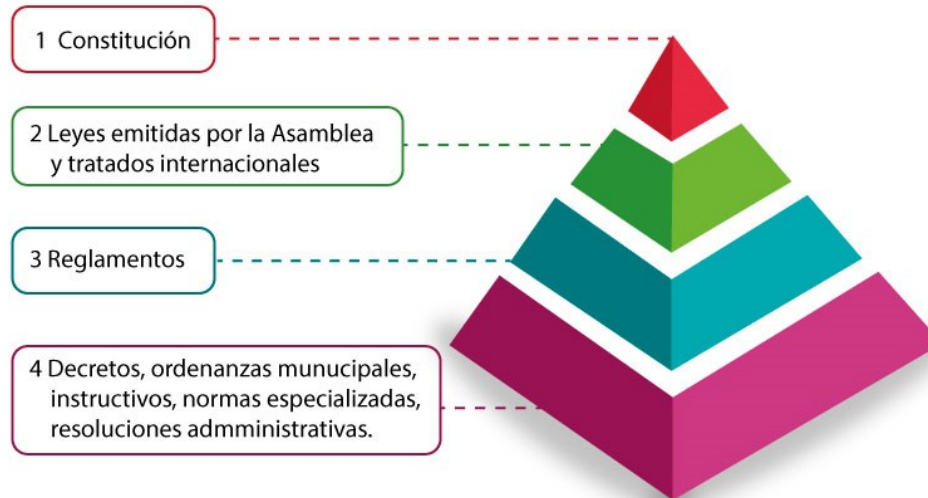 1 Constitución
2 Leyes emitidas por la Asamblea
y tratados internacionales
3 Reglamentos
4 Decretos, ordenanzas munucipales,
instructivos, normas especializadas,
resoluciones admministrativas.